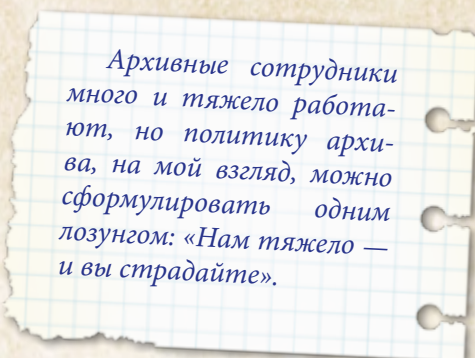 Архивные сотрудники
много и тяжело работа-
ют, но политику архи-
ва, на мой взгляд, можно
сформулировать одним
лозунгом: «Нам тяжело —
и вы страдайте».